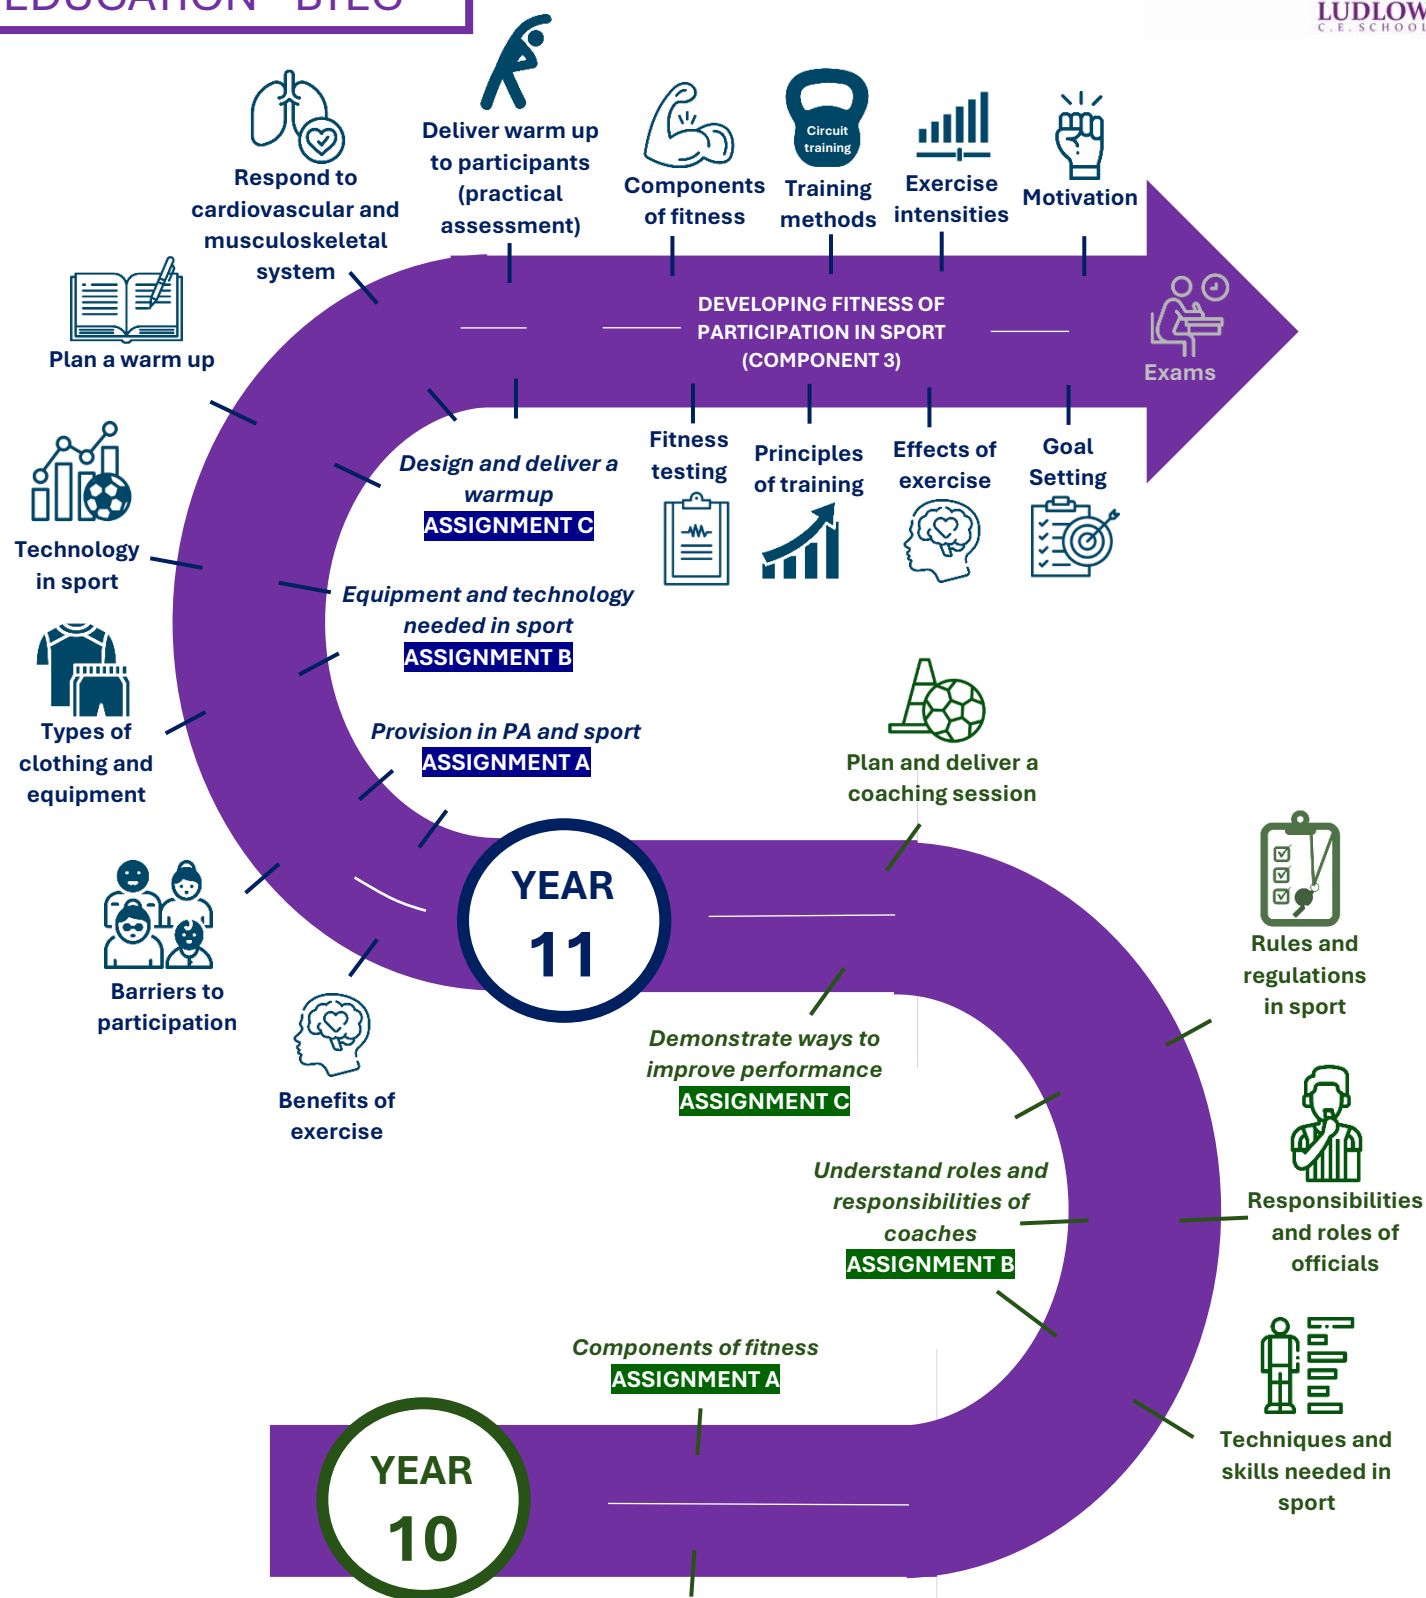 EDUCATION - BTEC
LUDLOW
C.E. SCHOOL
Respond to
cardiovascular and
musculoskeletal
system
Deliver warm up
to participants
(practical
assessment)
Components
of fitness
Circuit
training
Training
methods
Exercise
intensities
Motivation
Plan a warm up
DEVELOPING FITNESS OF
PARTICIPATION IN SPORT
(COMPONENT 3)
Exams
Fitness
testing
Principles
of training
Effects of
exercise
Goal
Setting
Design and deliver a
warmup
ASSIGNMENT C
Technology
in sport
Equipment and technology
needed in sport
ASSIGNMENT B
Types of
clothing and
equipment
Provision in PA and sport
ASSIGNMENT A
Plan and deliver a
coaching session
YEAR
11
Barriers to
participation
Benefits of
exercise
Rules and
regulations
in sport
Demonstrate ways to
improve performance
ASSIGNMENT C
Understand roles and
responsibilities of
coaches
ASSIGNMENT B
Responsibilities
and roles of
officials
Components of fitness
ASSIGNMENT A
Techniques and
skills needed in
sport
YEAR
10